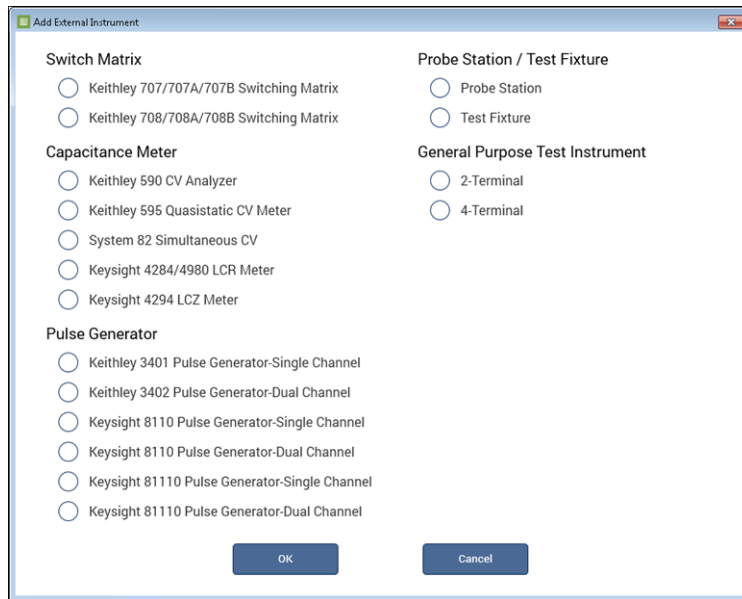 Add External Instrument
Switch Matrix
Keithley 707/707A/707B Switching Matrix
Keithley 708/708A/708B Switching Matrix
Capacitance Meter
Keithley 590 CV Analyzer
Keithley 595 Quasistatic CV Meter
System 82 Simultaneous CV
Keysight 4284/4980 LCR Meter
Keysight 4294 LCZ Meter
Pulse Generator
Keithley 3401 Pulse Generator-Single Channel
Keithley 3402 Pulse Generator-Dual Channel
Keysight 8110 Pulse Generator-Single Channel
Keysight 8110 Pulse Generator-Dual Channel
Keysight 81110 Pulse Generator-Single Channel
Keysight 81110 Pulse Generator-Dual Channel
Probe Station / Test Fixture
Probe Station
Test Fixture
General Purpose Test Instrument
2-Terminal
4-Terminal
OK
Cancel